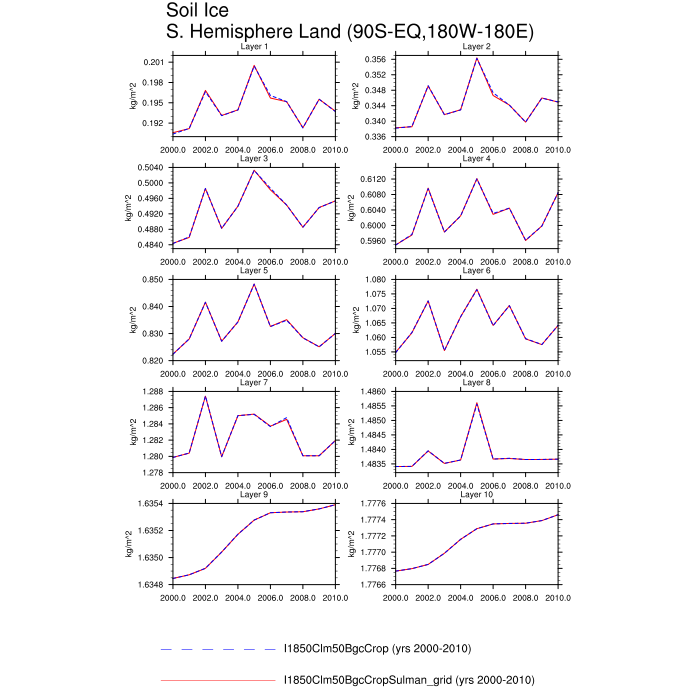 Soil Ice
S. Hemisphere Land (90S-EQ,180W-180E)
Layer 1
kg/m^2
0.201
0.198
0.195
0.192
2000.0 2002.0 2004.0 2006.0 2008.0 2010.0
Layer 2
kg/m^2
0.356
0.352
0.348
0.344
0.340
0.336
2000.0 2002.0 2004.0 2006.0 2008.0 2010.0
Layer 3
kg/m^2
0.5040
0.5000
0.4960
0.4920
0.4880
0.4840
2000.0 2002.0 2004.0 2006.0 2008.0 2010.0
Layer 4
kg/m^2
0.6120
0.6080
0.6040
0.6000
0.5960
2000.0 2002.0 2004.0 2006.0 2008.0 2010.0
Layer 5
kg/m^2
0.850
0.840
0.830
0.820
2000.0 2002.0 2004.0 2006.0 2008.0 2010.0
Layer 6
kg/m^2
1.080
1.075
1.070
1.065
1.060
1.055
2000.0 2002.0 2004.0 2006.0 2008.0 2010.0
Layer 7
kg/m^2
1.288
1.286
1.284
1.282
1.280
1.278
2000.0 2002.0 2004.0 2006.0 2008.0 2010.0
Layer 8
kg/m^2
1.4860
1.4855
1.4850
1.4845
1.4840
1.4835
2000.0 2002.0 2004.0 2006.0 2008.0 2010.0
Layer 9
kg/m^2
1.6354
1.6352
1.6350
1.6348
2000.0 2002.0 2004.0 2006.0 2008.0 2010.0
Layer 10
kg/m^2
1.7776
1.7774
1.7772
1.7770
1.7768
1.7766
2000.0 2002.0 2004.0 2006.0 2008.0 2010.0
I1850Clm50BgcCrop (yrs 2000-2010)
I1850Clm50BgcCropSulman_grid (yrs 2000-2010)